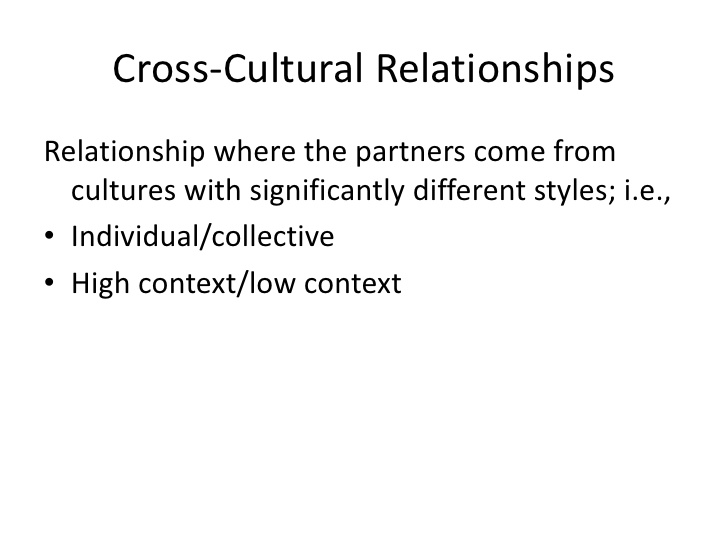 Cross-Cultural Relationships
Relationship where the partners come from
cultures with significantly different styles; i.e.,
• Individual/collective
• High context/low context